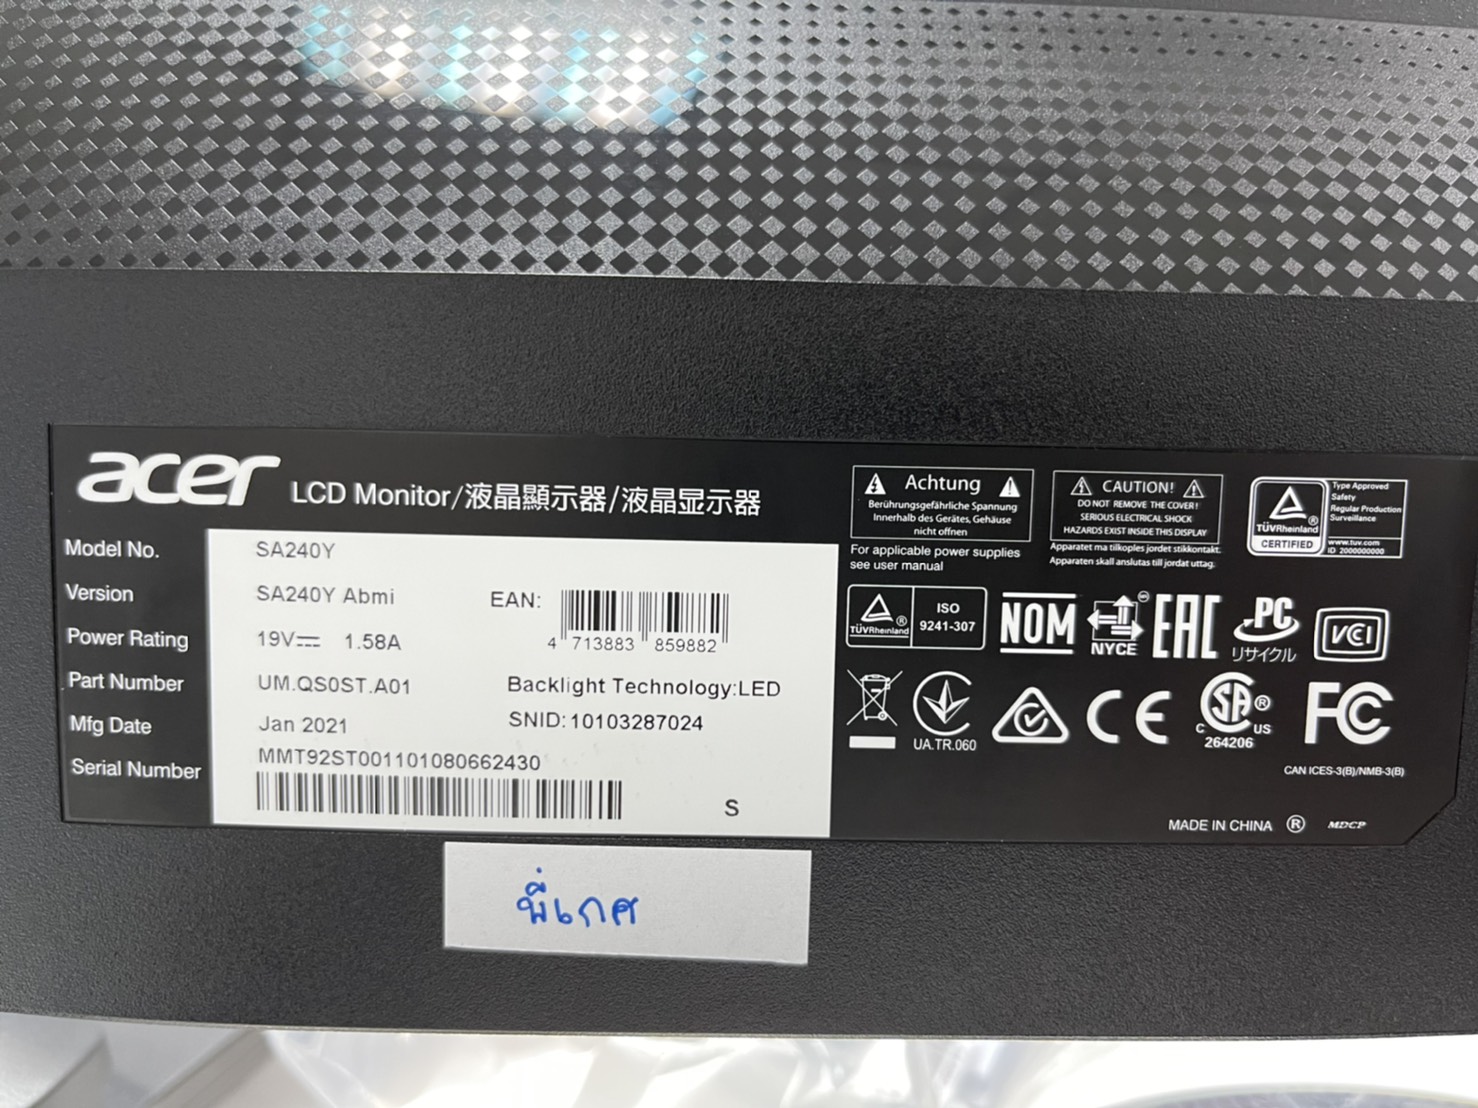 acer LCD Monitor/液晶顯示器/液晶显示器
Model No. SA240Y
Version SA240Y Abmi
EAN: 4 713883 859882
Power Rating 19V⎓ 1.58A
Part Number UM.QS0ST.A01
Backlight Technology:LED
Mfg Date Jan 2021
SNID:10103287024
Serial Number MMT92ST001101080662430
S
Achtung
Berührungsgefährliche Spannung
Innerhalb des Gerätes, Gehäuse
nicht öffnen
For applicable power supplies
see user manual
CAUTION!
DO NOT REMOVE THE COVER!
SERIOUS ELECTRICAL SHOCK
HAZARDS EXIST INSIDE THIS DISPLAY
Apparatet ma tilkoples jordet stikkontakt.
Apparaten skall anslutas till jordat uttag.
TÜVRheinland ®
CERTIFIED
Type Approved
Safety
Regular Production
Surveillance
www.tuv.com
ID 2000000000
TÜVRheinland ®
ISO
9241-307
NOM
NYCE
EAC
PC
リサイクル
VCCI
UA.TR.060
CE
C SA ® US
264206
FC
CAN ICES-3(B)/NMB-3(B)
MADE IN CHINA ® MDCP
พี่เกศ